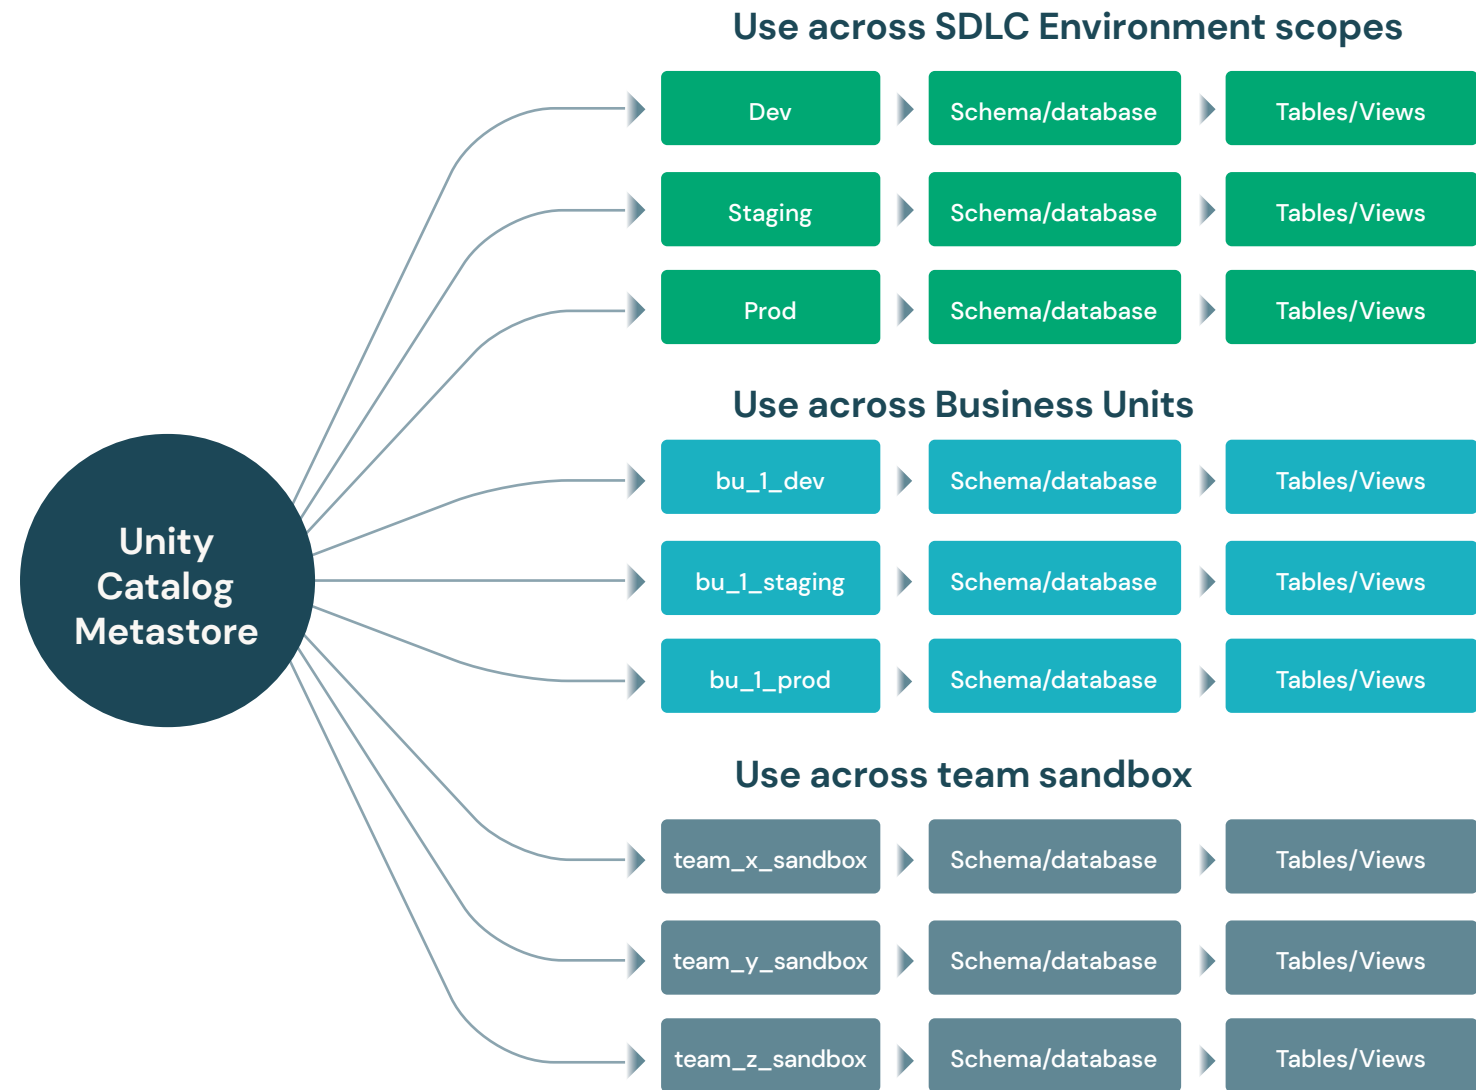 Use across SDLC Environment scopes
Dev
Schema/database
Tables/Views
Staging
Schema/database
Tables/Views
Prod
Schema/database
Tables/Views
Use across Business Units
bu_1_dev
Schema/database
Tables/Views
Unity
Catalog
Metastore
bu_1_staging
Schema/database
Tables/Views
bu_1_prod
Schema/database
Tables/Views
Use across team sandbox
team_x_sandbox
Schema/database
Tables/Views
team_y_sandbox
Schema/database
Tables/Views
team_z_sandbox
Schema/database
Tables/Views